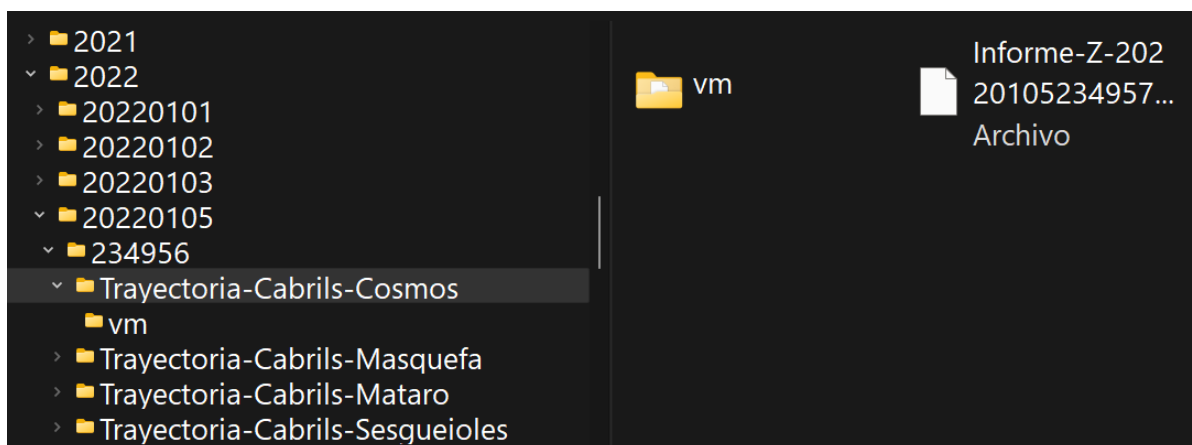 2021
2022
20220101
20220102
20220103
20220105
234956
Trayectoria-Cabrils-Cosmos
vm
Trayectoria-Cabrils-Masquefa
Trayectoria-Cabrils-Mataro
Trayectoria-Cabrils-Sesgueioles
vm
Informe-Z-202
20105234957...
Archivo